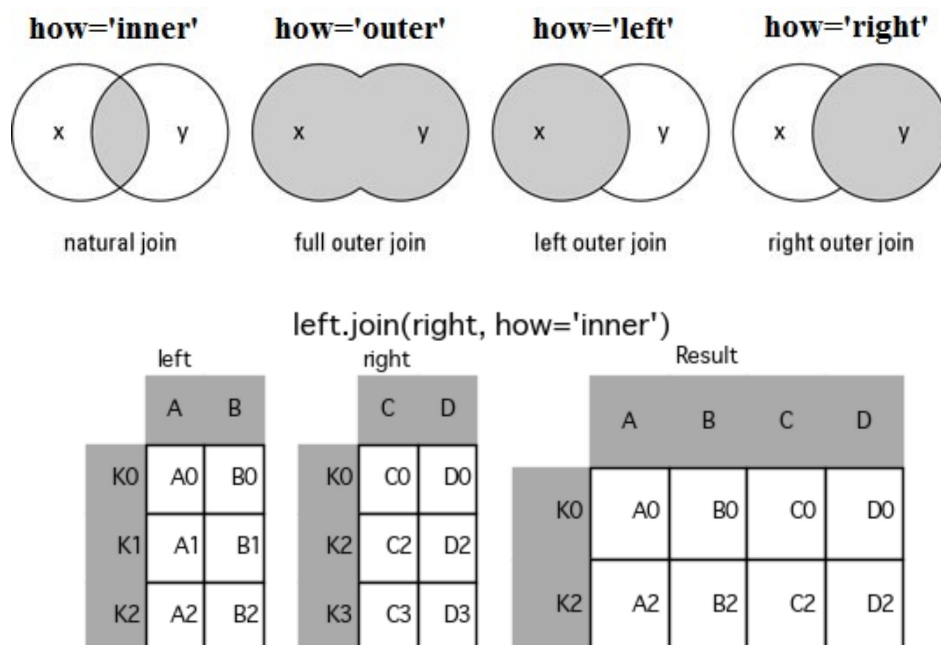 how='inner' how='outer' how='left' how='right'
x y x y x y x y
natural join full outer join left outer join right outer join
left.join(right, how='inner')
left right Result
A B C D A B C D
K0 A0 B0 K0 C0 D0 K0 A0 B0 C0 D0
K1 A1 B1 K2 C2 D2
K2 A2 B2 K3 C3 D3 K2 A2 B2 C2 D2